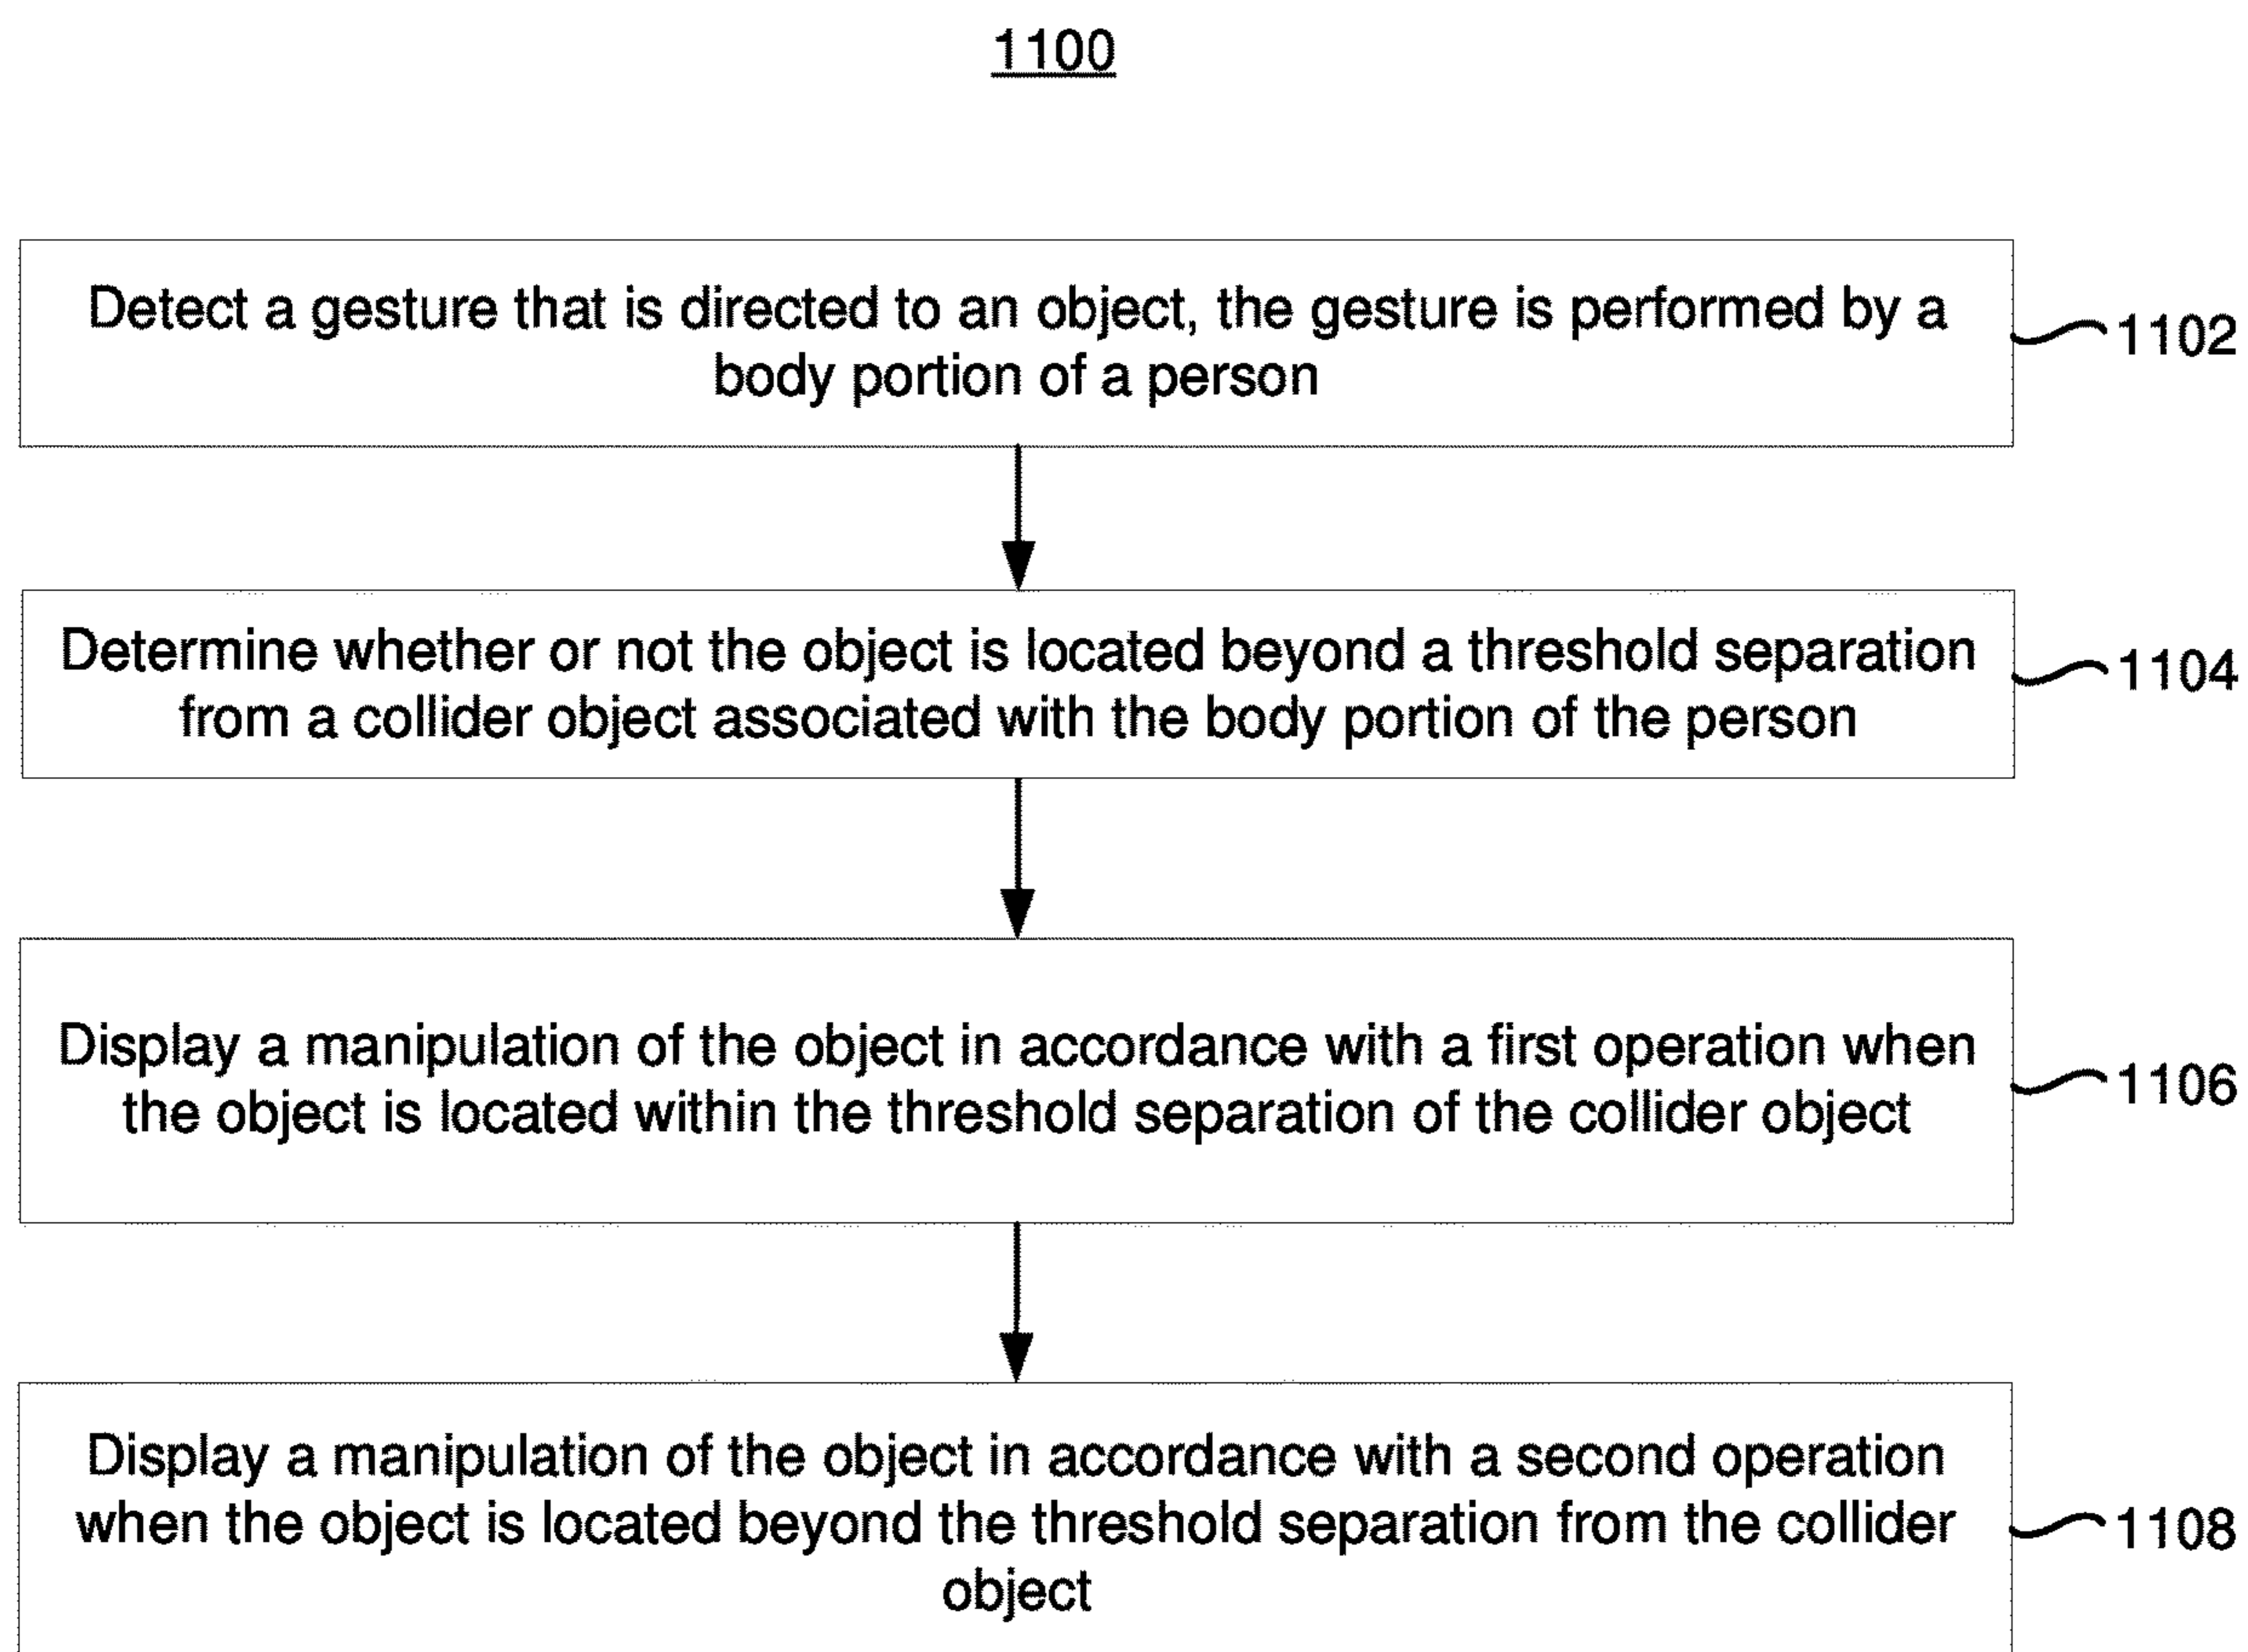 1100
Detect a gesture that is directed to an object, the gesture is performed by a
body portion of a person
1102
Determine whether or not the object is located beyond a threshold separation
from a collider object associated with the body portion of the person
1104
Display a manipulation of the object in accordance with a first operation when
the object is located within the threshold separation of the collider object
1106
Display a manipulation of the object in accordance with a second operation
when the object is located beyond the threshold separation from the collider
object
1108